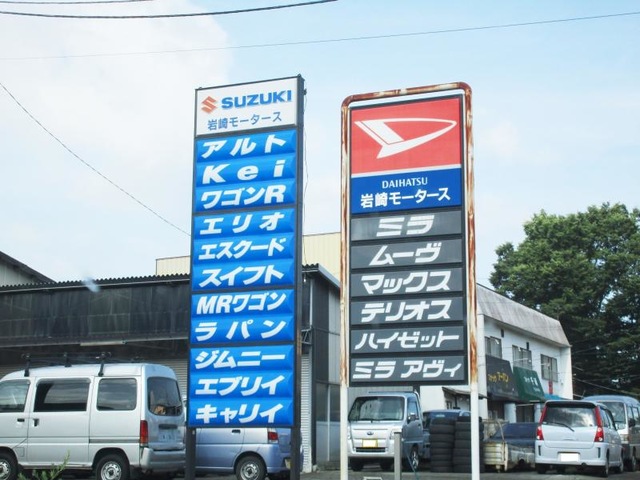 SUZUKI
岩崎モータース
アルト
Kei
ワゴンR
エリオ
エスクード
スイフト
MRワゴン
ラパン
ジムニー
エブリイ
キャリイ
DAIHATSU
岩崎モータース
ミラ
ムーヴ
マックス
テリオス
ハイゼット
ミラ アヴィ